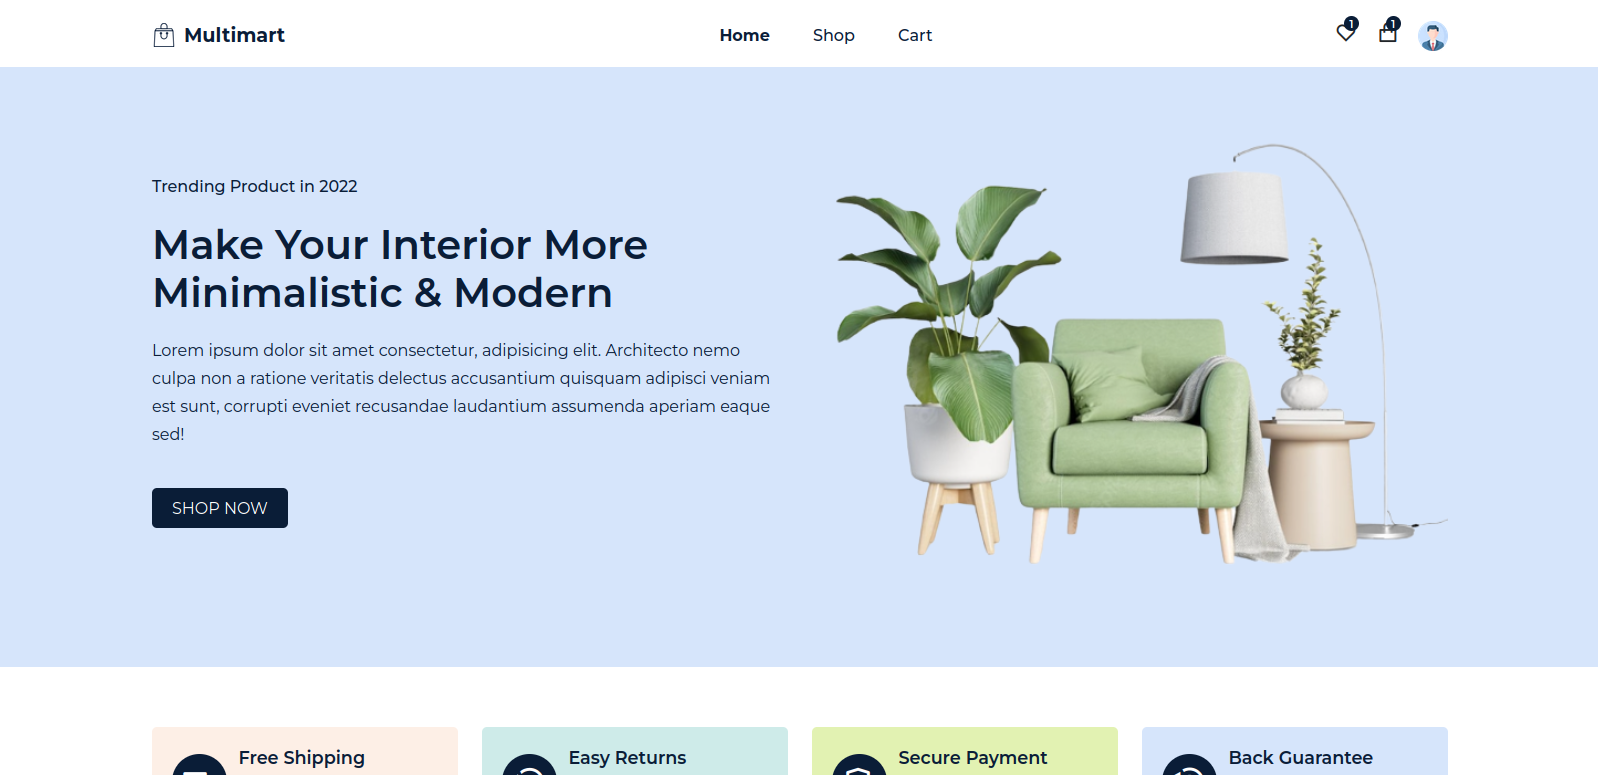 Multimart
Home
Shop
Cart
1
1
Trending Product in 2022
Make Your Interior More
Minimalistic & Modern
Lorem ipsum dolor sit amet consectetur, adipisicing elit. Architecto nemo
culpa non a ratione veritatis delectus accusantium quisquam adipisci veniam
est sunt, corrupti eveniet recusandae laudantium assumenda aperiam eaque
sed!
SHOP NOW
Free Shipping
Easy Returns
Secure Payment
Back Guarantee